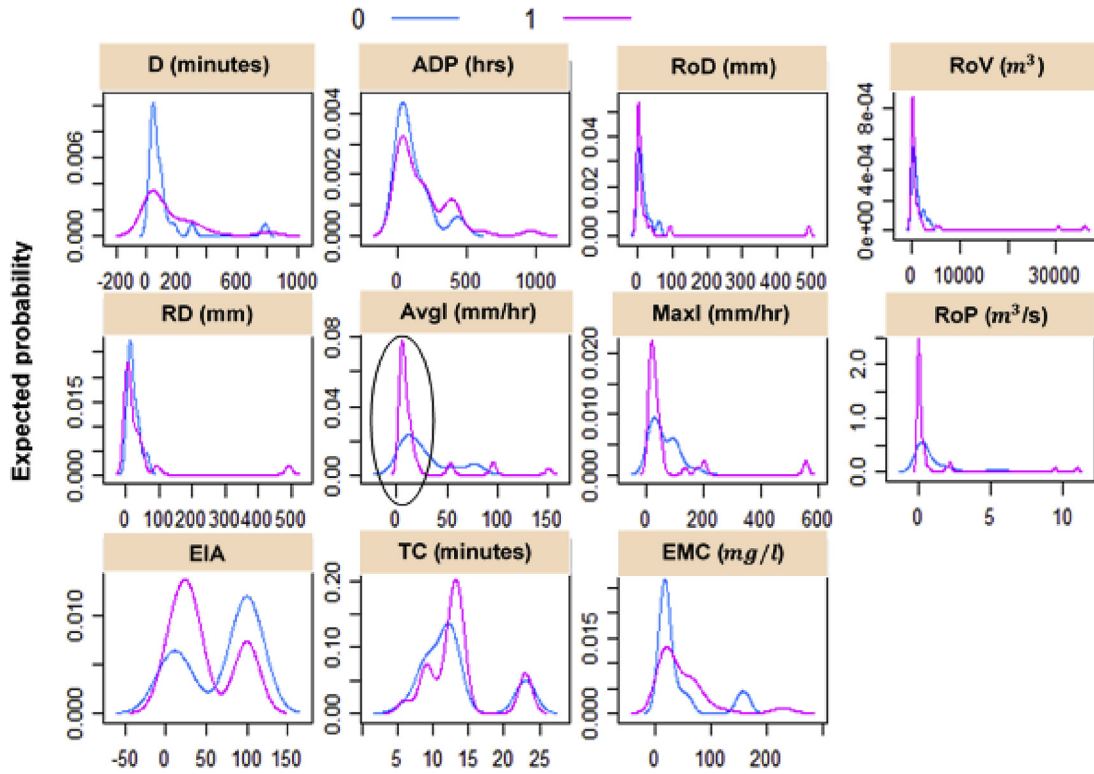 0 1
D (minutes) ADP (hrs) RoD (mm) RoV (m³)
0.000 0.006
-200 0 200 600 1000
0.000 0.002 0.004
0 500 1000
0.00 0.02 0.04
0 100 200 300 400 500
0e+00 4e-04 8e-04
0 10000 30000
Expected probability
RD (mm) AvgI (mm/hr) MaxI (mm/hr) RoP (m³/s)
0.000 0.015
0 100 200 300 400 500
0.00 0.04 0.08
0 50 100 150
0.000 0.010 0.020
0 200 400 600
0.0 1.0 2.0
0 5 10
EIA TC (minutes) EMC (mg/l)
0.000 0.010
-50 0 50 100 150
0.00 0.10 0.20
5 10 15 20 25
0.000 0.015
0 100 200